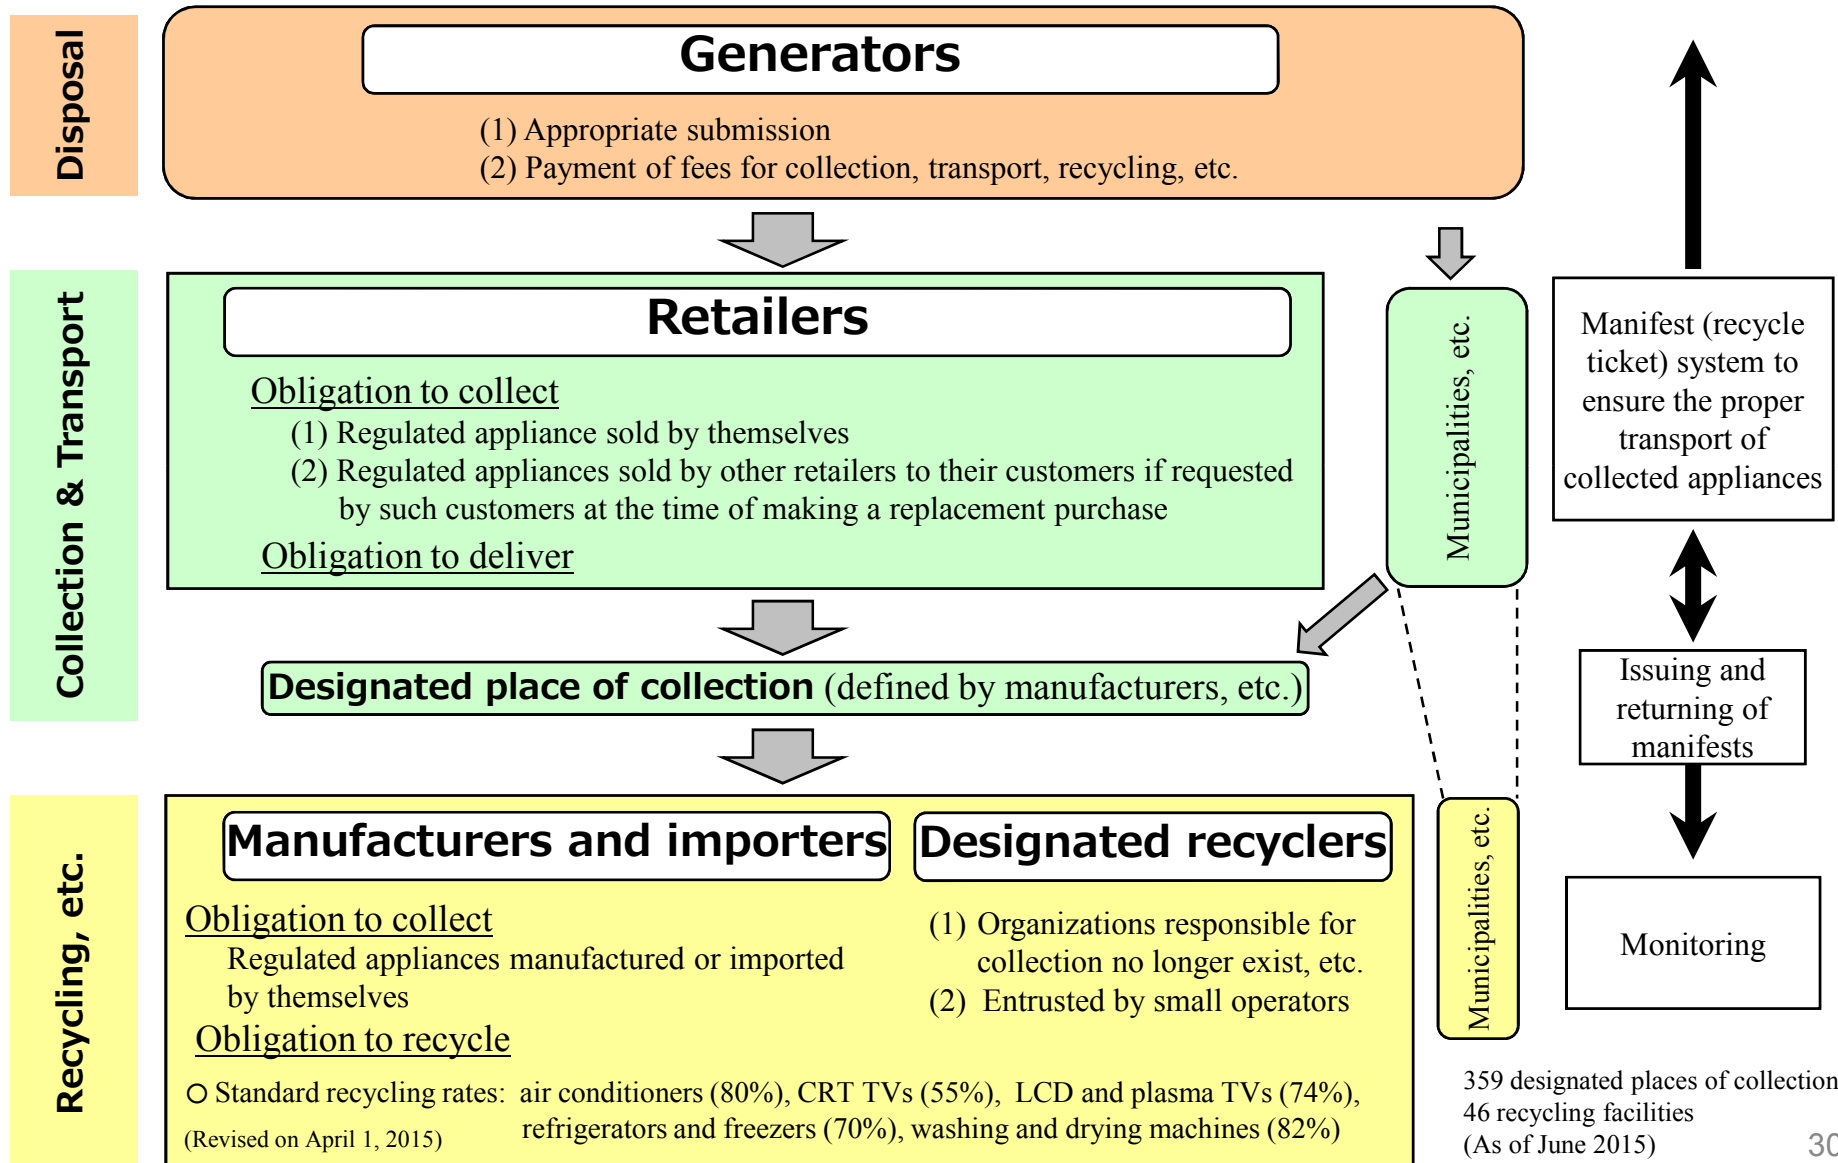 Disposal
Generators
(1) Appropriate submission
(2) Payment of fees for collection, transport, recycling, etc.
Collection & Transport
Retailers
Obligation to collect
(1) Regulated appliance sold by themselves
(2) Regulated appliances sold by other retailers to their customers if requested
by such customers at the time of making a replacement purchase
Obligation to deliver
Municipalities, etc.
Manifest (recycle
ticket) system to
ensure the proper
transport of
collected appliances
Designated place of collection (defined by manufacturers, etc.)
Issuing and
returning of
manifests
Recycling, etc.
Manufacturers and importers
Obligation to collect
Regulated appliances manufactured or imported
by themselves
Obligation to recycle
Designated recyclers
(1) Organizations responsible for
collection no longer exist, etc.
(2) Entrusted by small operators
○ Standard recycling rates: air conditioners (80%), CRT TVs (55%), LCD and plasma TVs (74%),
(Revised on April 1, 2015) refrigerators and freezers (70%), washing and drying machines (82%)
Municipalities, etc.
Monitoring
359 designated places of collection
46 recycling facilities
(As of June 2015)
30